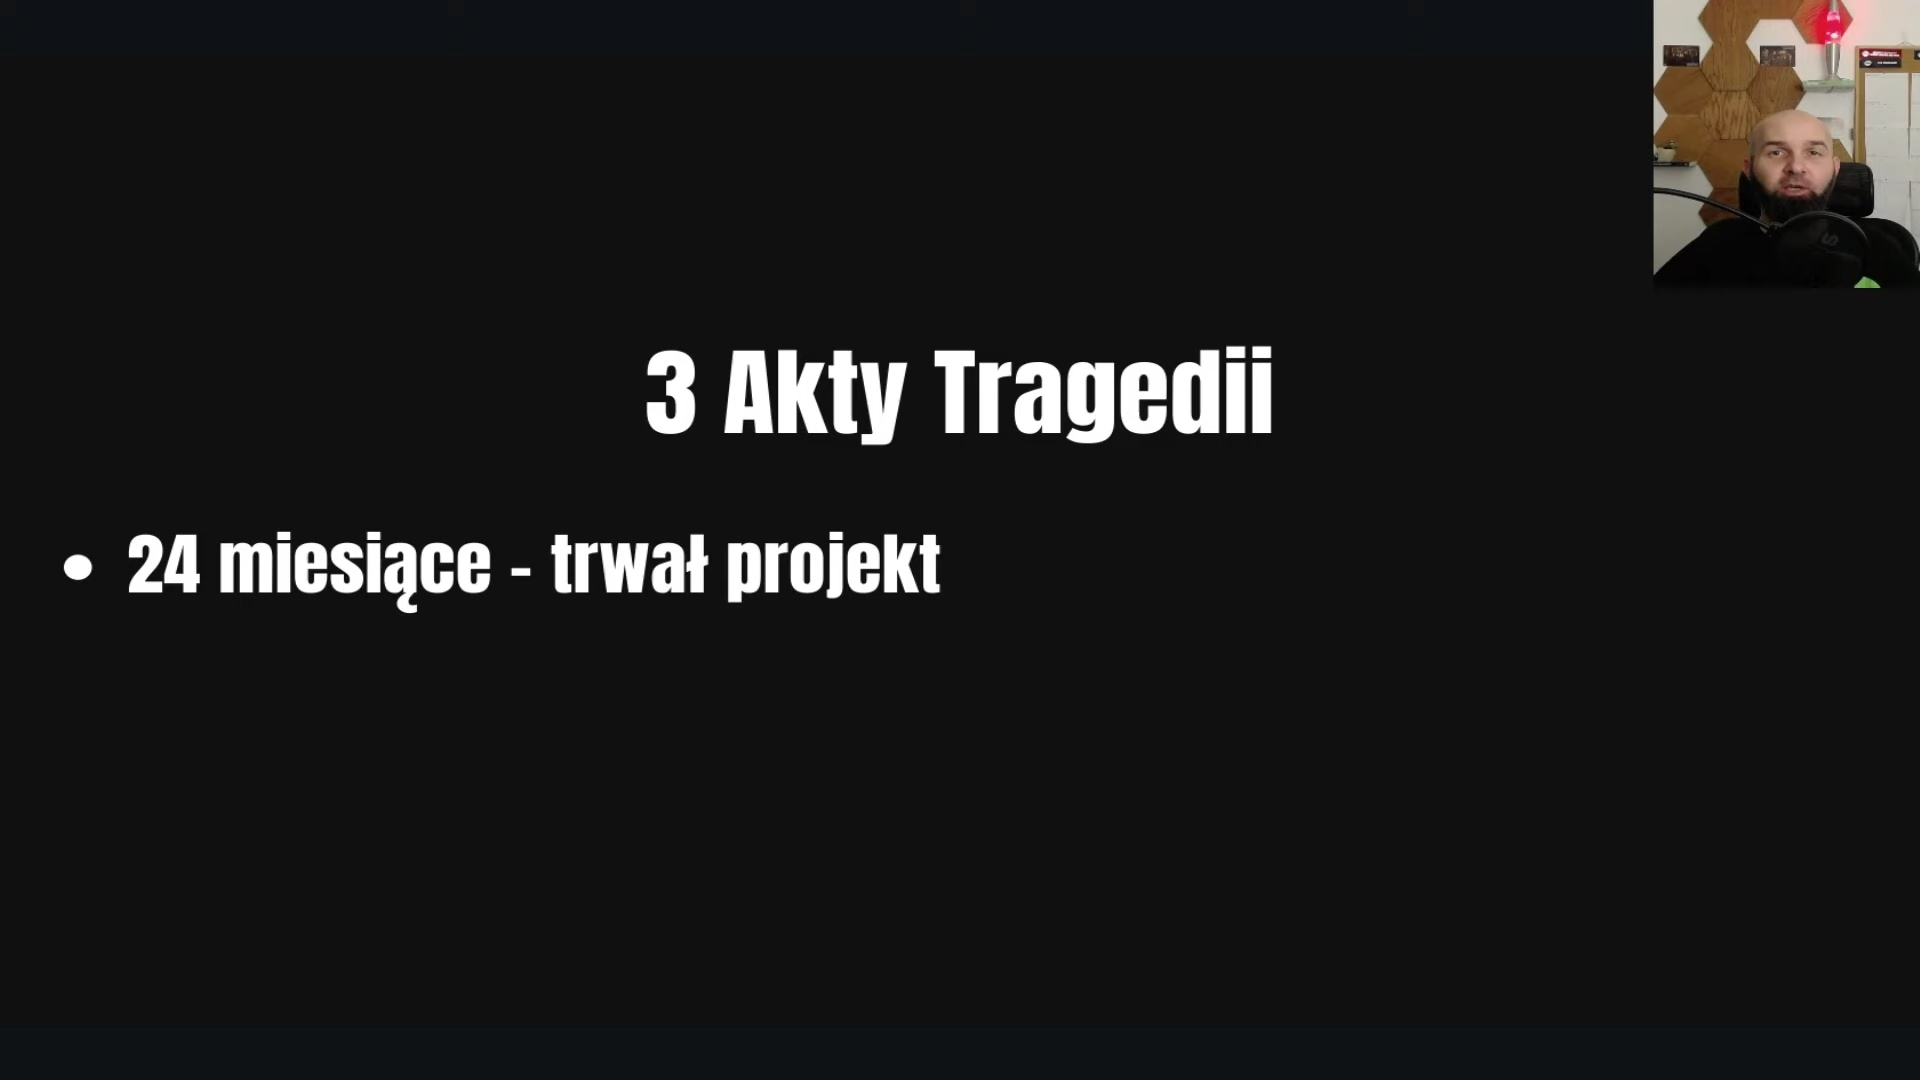 3 Akty Tragedii
• 24 miesiące - trwał projekt